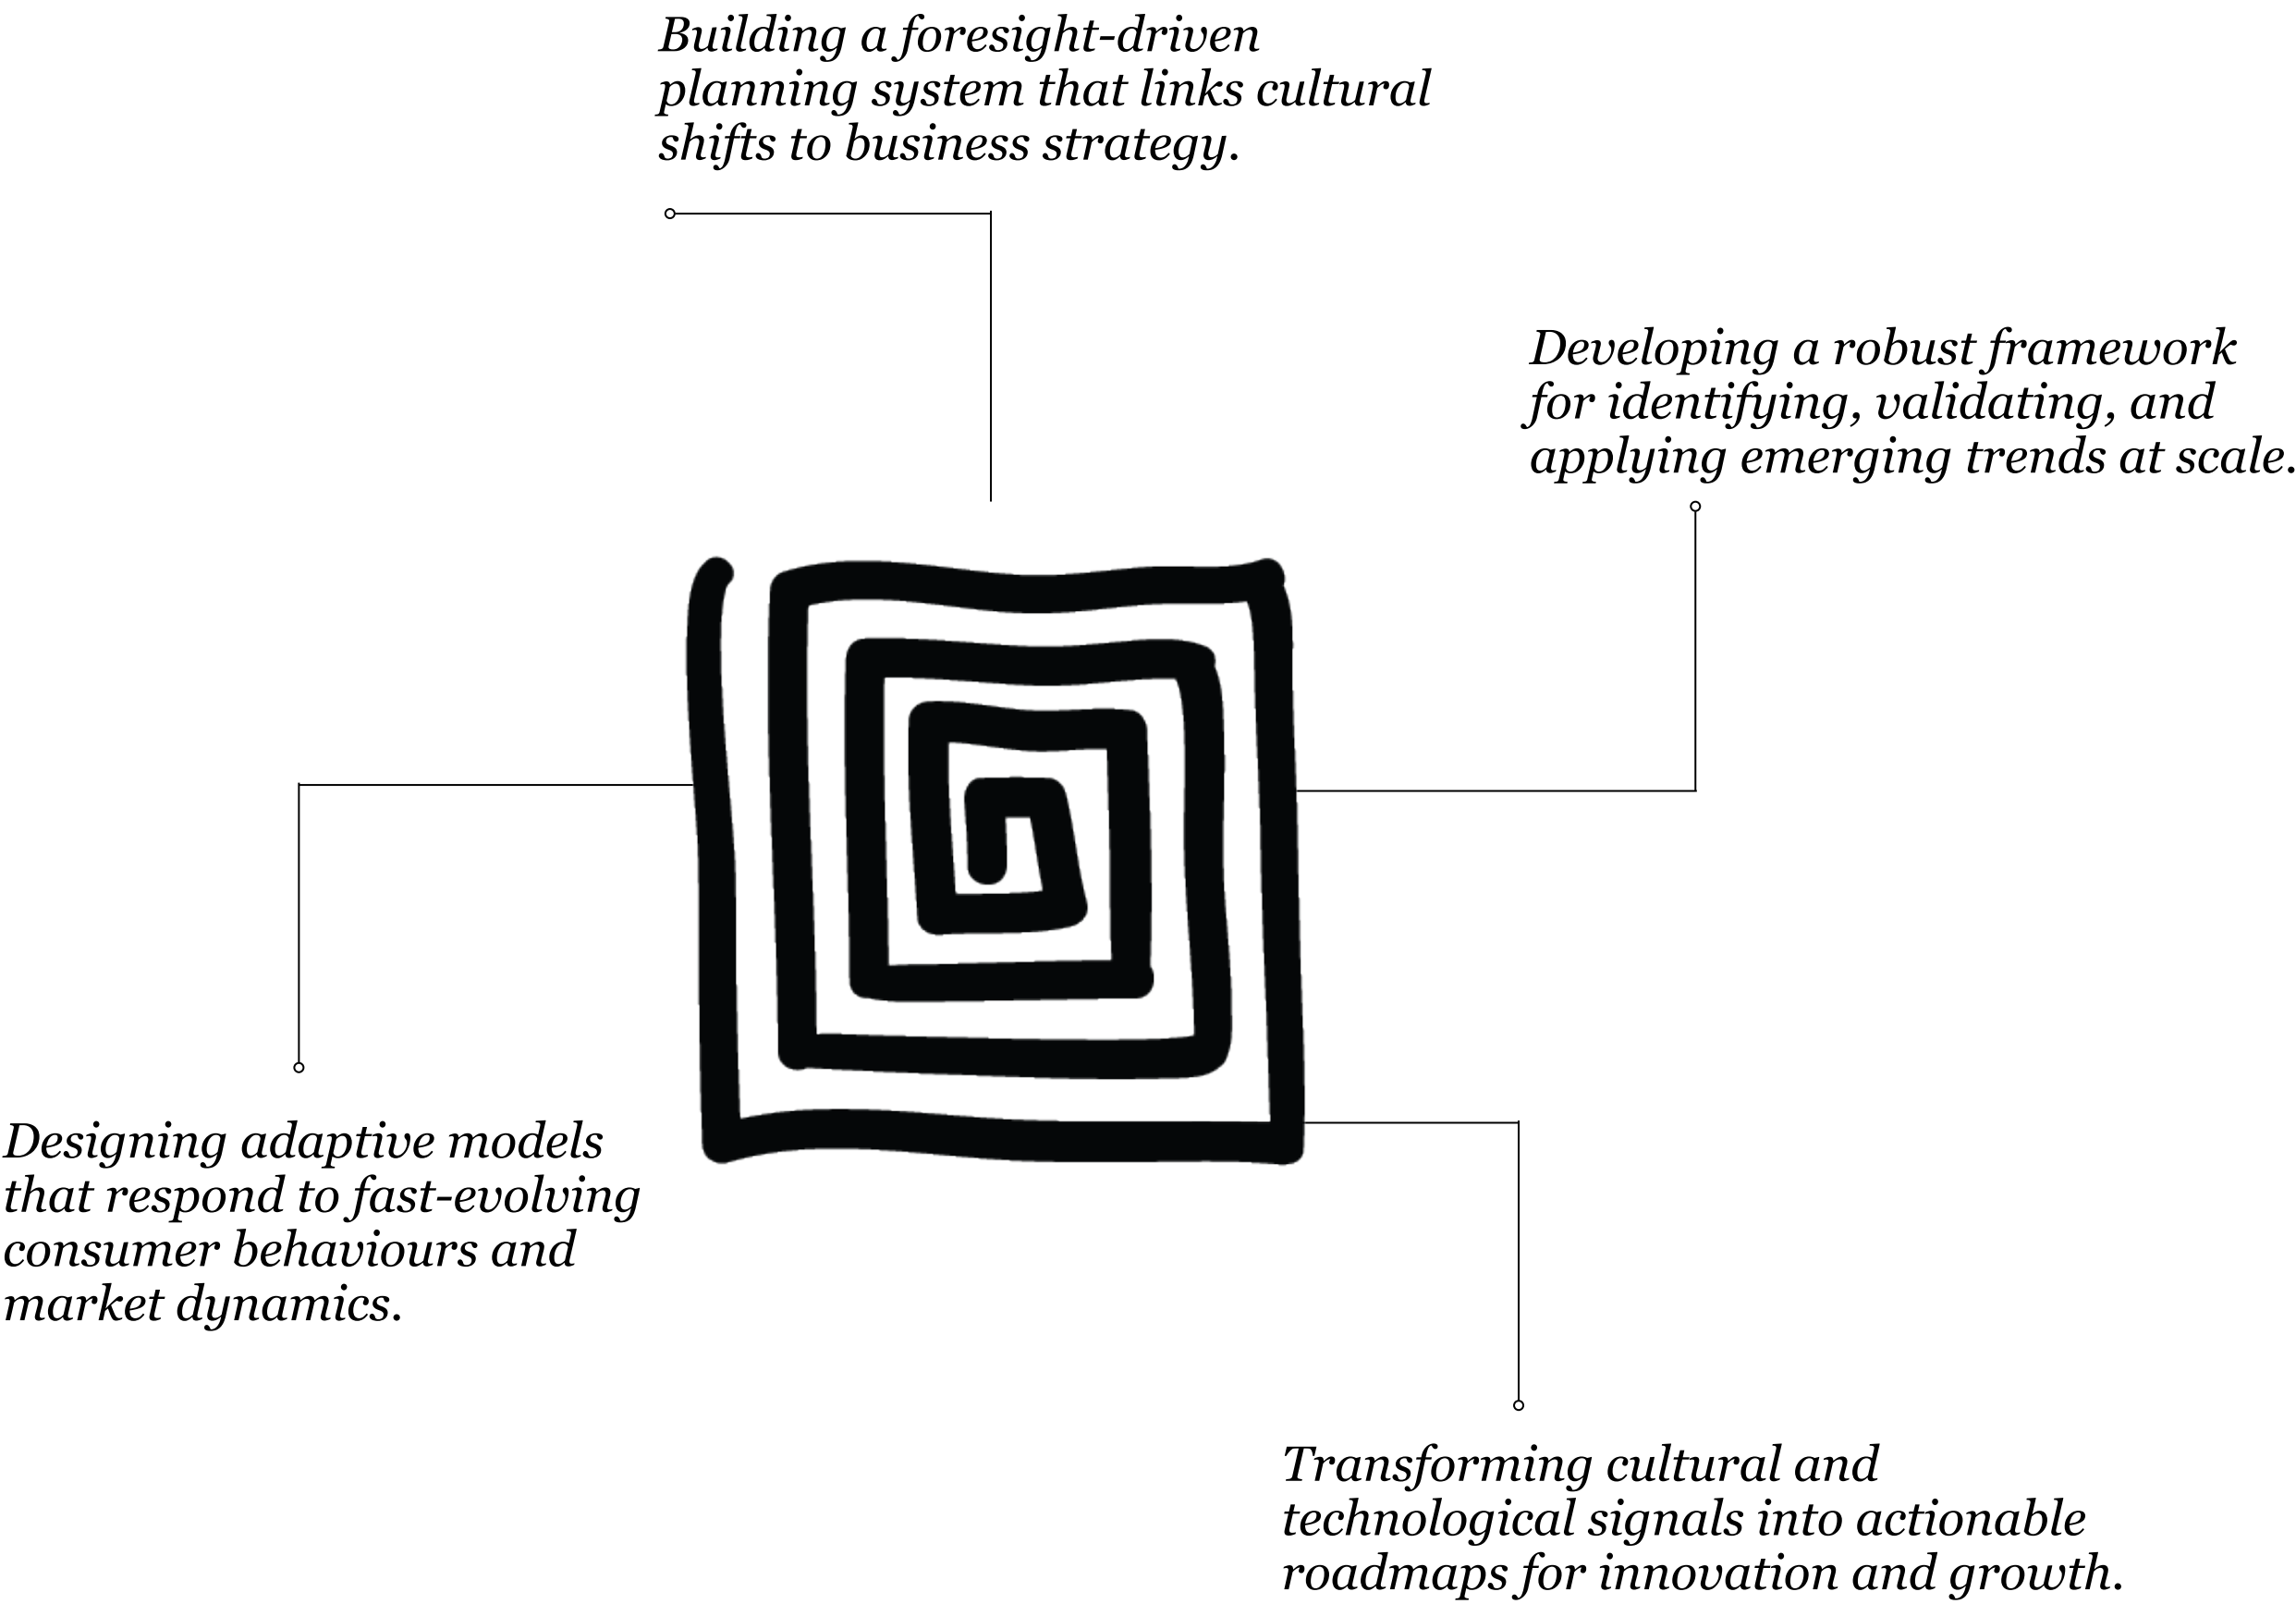 Building a foresight-driven
planning system that links cultural
shifts to business strategy.
Developing a robust framework
for identifying, validating, and
applying emerging trends at scale.
Designing adaptive models
that respond to fast-evolving
consumer behaviours and
market dynamics.
Transforming cultural and
technological signals into actionable
roadmaps for innovation and growth.